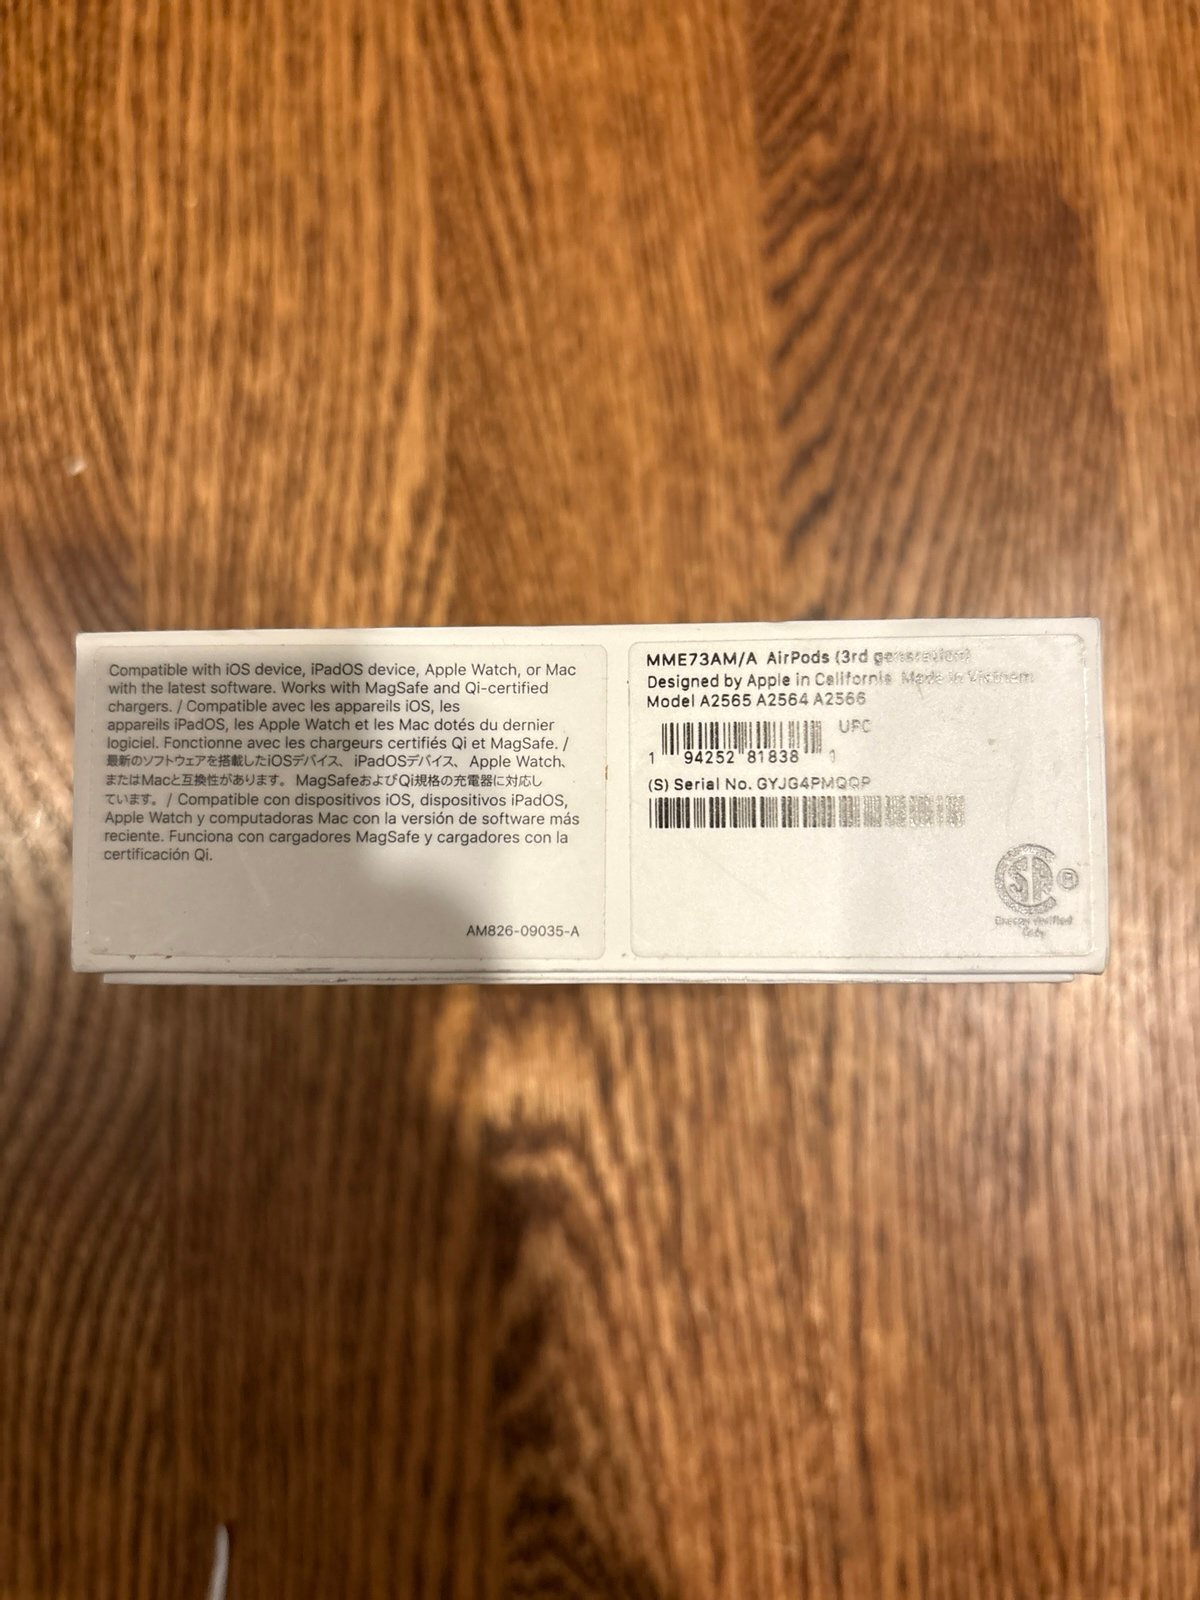 Compatible with iOS device, iPadOS device, Apple Watch, or Mac
with the latest software. Works with MagSafe and Qi-certified
chargers. / Compatible avec les appareils iOS, les
appareils iPadOS, les Apple Watch et les Mac dotés du dernier
logiciel. Fonctionne avec les chargeurs certifiés Qi et MagSafe. /
最新のソフトウェアを搭載したiOSデバイス、iPadOSデバイス、Apple Watch、
またはMacと互換性があります。MagSafeおよびQi規格の充電器に対応し
ています。/ Compatible con dispositivos iOS, dispositivos iPadOS,
Apple Watch y computadoras Mac con la versión de software más
reciente. Funciona con cargadores MagSafe y cargadores con la
certificación Qi.
AM826-09035-A
MME73AM/A AirPods (3rd generation)
Designed by Apple in California Made in Vietnam
Model A2565 A2564 A2566
UPC
1 94252 81838
(S) Serial No. GYJG4PMQQP
SP ®
Verified